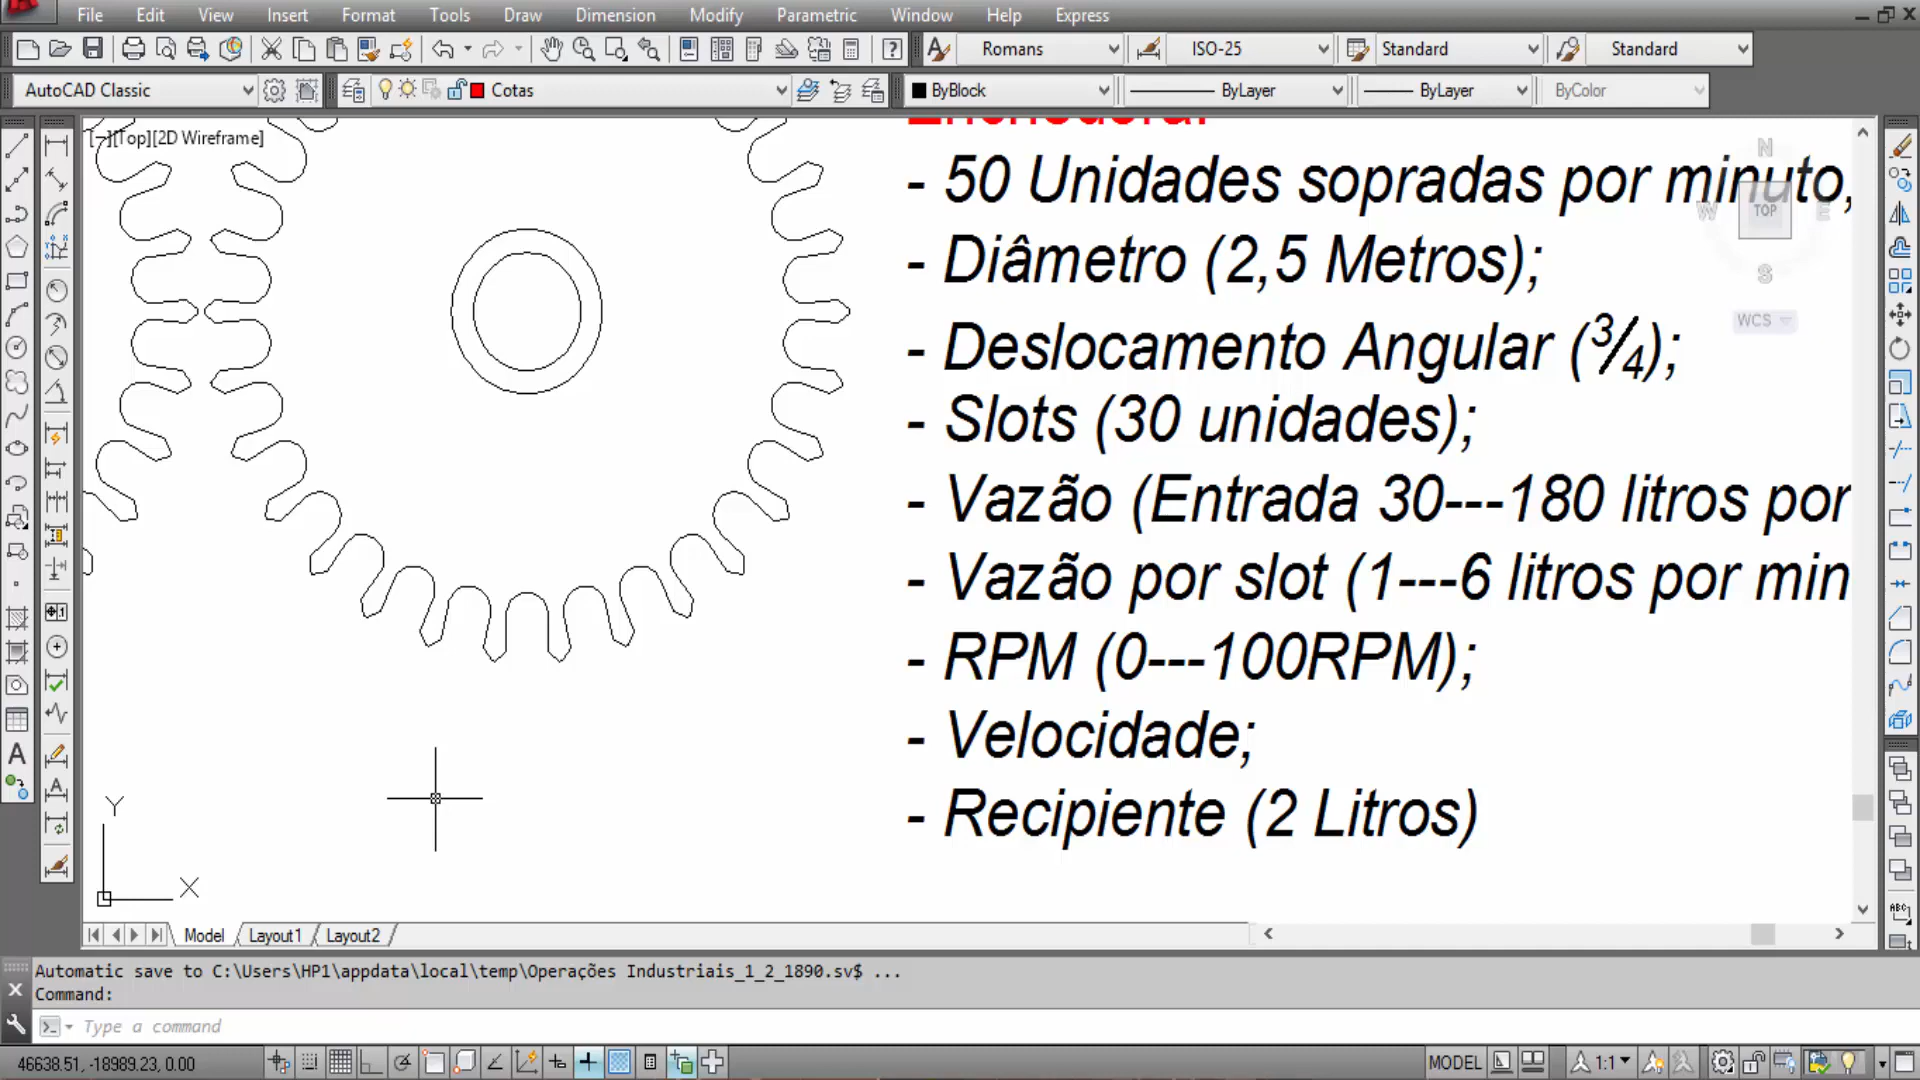 File Edit View Insert Format Tools Draw Dimension Modify Parametric Window Help Express
Romans ISO-25 Standard Standard
AutoCAD Classic Cotas ByBlock ByLayer ByLayer ByColor
[−][Top][2D Wireframe]
- 50 Unidades sopradas por minuto,
- Diâmetro (2,5 Metros);
- Deslocamento Angular (3/4);
- Slots (30 unidades);
- Vazão (Entrada 30---180 litros por
- Vazão por slot (1---6 litros por min
- RPM (0---100RPM);
- Velocidade;
- Recipiente (2 Litros)
N
W TOP E
S
WCS
Y
X
Model Layout1 Layout2
Automatic save to C:\Users\HP1\appdata\local\temp\Operações Industriais_1_2_1890.sv$ ...
Command:
Type a command
46638.51, -18989.23, 0.00 MODEL 1:1